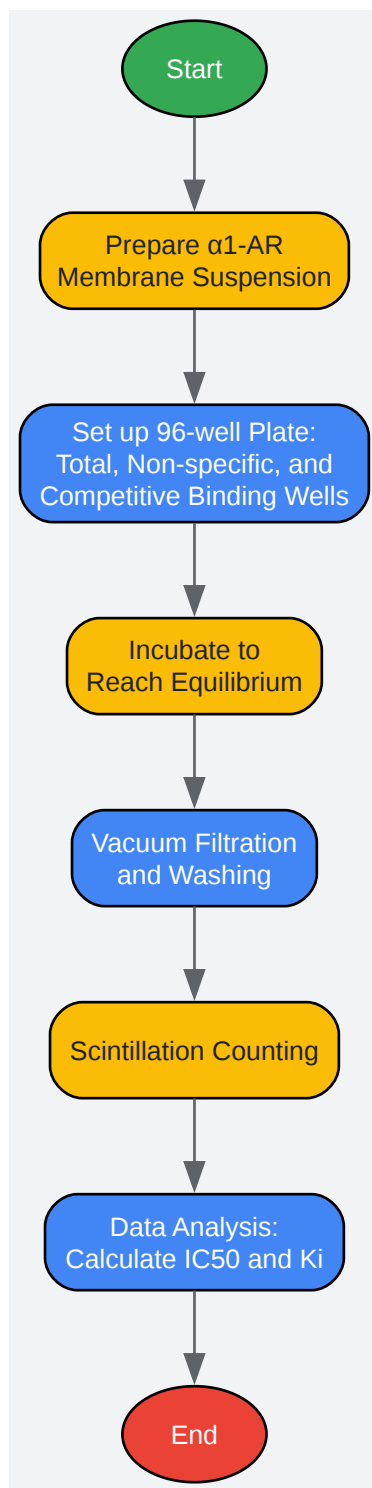 Start
Prepare α1-AR
Membrane Suspension
Set up 96-well Plate:
Total, Non-specific, and
Competitive Binding Wells
Incubate to
Reach Equilibrium
Vacuum Filtration
and Washing
Scintillation Counting
Data Analysis:
Calculate IC50 and Ki
End